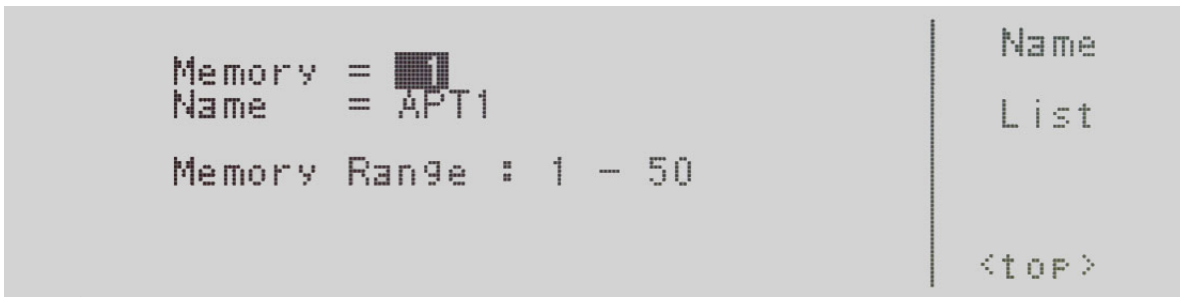 Memory = 1
Name = APT1
Memory Range : 1 - 50
Name
List
<top>